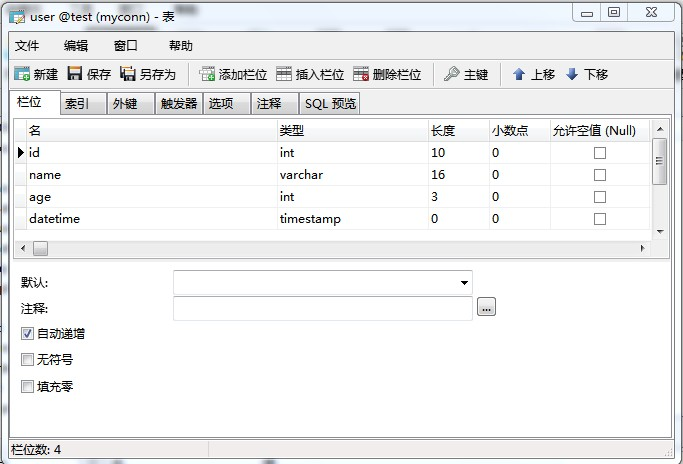 user @test (myconn) - 表
文件 编辑 窗口 帮助
新建 保存 另存为 添加栏位 插入栏位 删除栏位 主键 上移 下移
栏位 索引 外键 触发器 选项 注释 SQL 预览
名 类型 长度 小数点 允许空值 (Null)
id int 10 0
name varchar 16 0
age int 3 0
datetime timestamp 0 0
默认:
注释: ...
自动递增
无符号
填充零
栏位数: 4